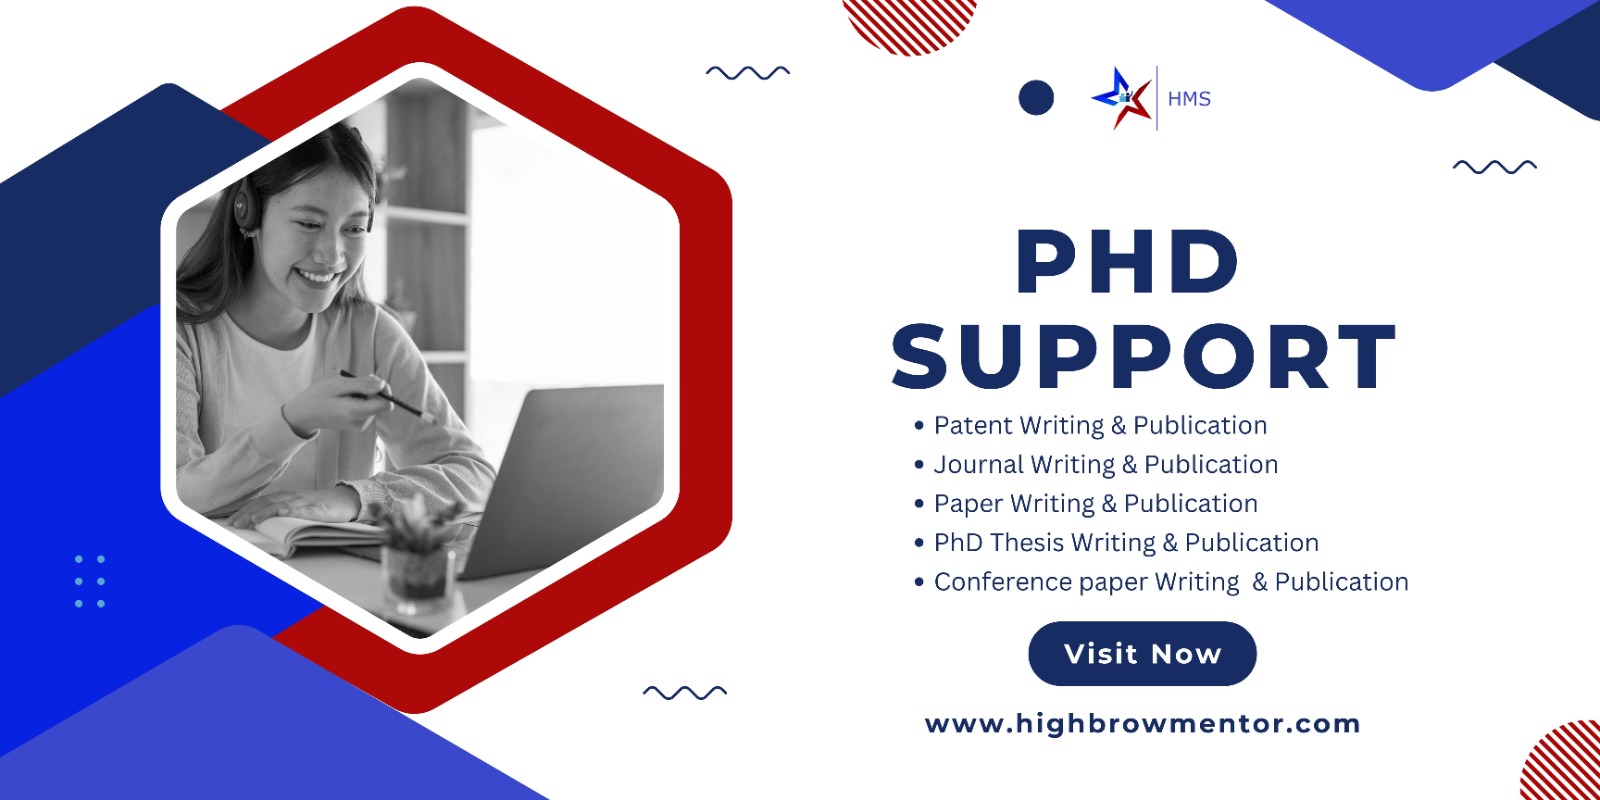 HMS
PHD
SUPPORT
• Patent Writing & Publication
• Journal Writing & Publication
• Paper Writing & Publication
• PhD Thesis Writing & Publication
• Conference paper Writing  & Publication
Visit Now
www.highbrowmentor.com